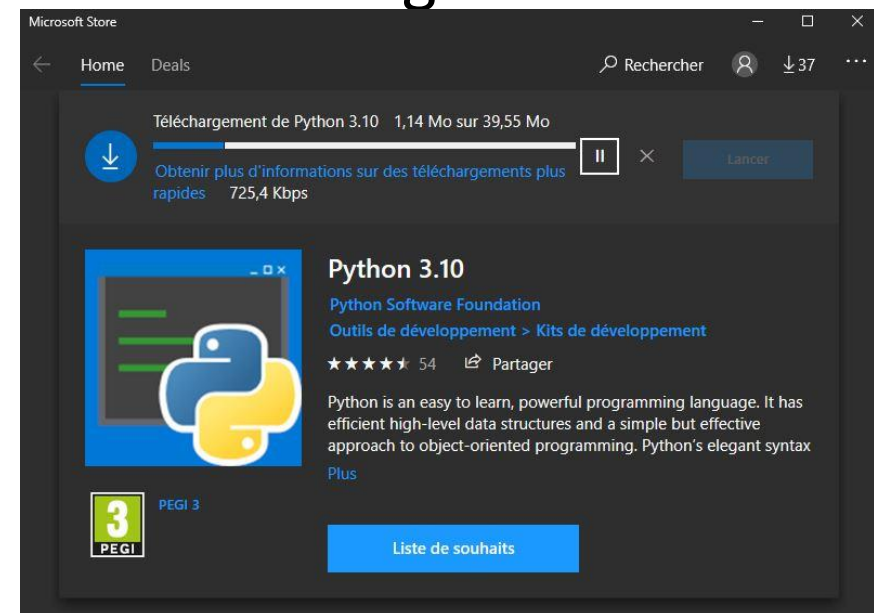 Microsoft Store
Home Deals Rechercher 37
Téléchargement de Python 3.10 1,14 Mo sur 39,55 Mo
Obtenir plus d'informations sur des téléchargements plus
rapides 725,4 Kbps
Lancer
Python 3.10
Python Software Foundation
Outils de développement > Kits de développement
54 Partager
Python is an easy to learn, powerful programming language. It has
efficient high-level data structures and a simple but effective
approach to object-oriented programming. Python's elegant syntax
Plus
3
PEGI
PEGI 3
Liste de souhaits